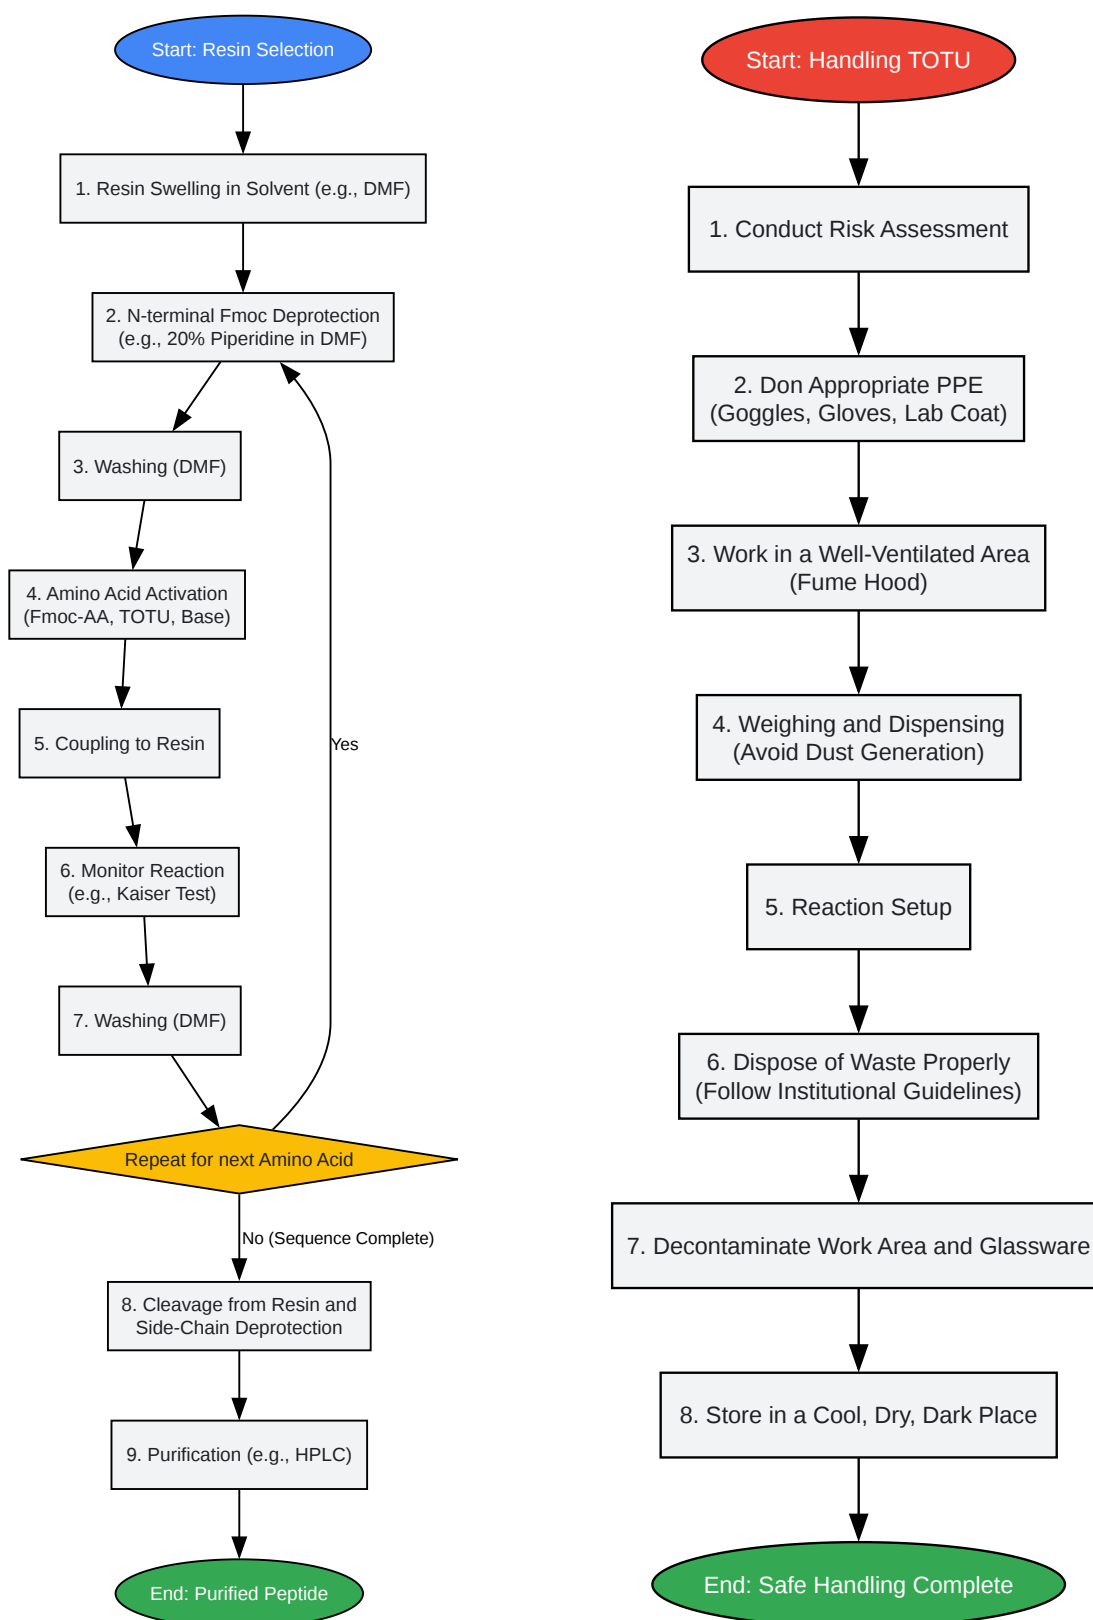 Start: Resin Selection
1. Resin Swelling in Solvent (e.g., DMF)
2. N-terminal Fmoc Deprotection
(e.g., 20% Piperidine in DMF)
3. Washing (DMF)
4. Amino Acid Activation
(Fmoc-AA, TOTU, Base)
5. Coupling to Resin
Yes
6. Monitor Reaction
(e.g., Kaiser Test)
7. Washing (DMF)
Repeat for next Amino Acid
No (Sequence Complete)
8. Cleavage from Resin and
Side-Chain Deprotection
9. Purification (e.g., HPLC)
End: Purified Peptide
Start: Handling TOTU
1. Conduct Risk Assessment
2. Don Appropriate PPE
(Goggles, Gloves, Lab Coat)
3. Work in a Well-Ventilated Area
(Fume Hood)
4. Weighing and Dispensing
(Avoid Dust Generation)
5. Reaction Setup
6. Dispose of Waste Properly
(Follow Institutional Guidelines)
7. Decontaminate Work Area and Glassware
8. Store in a Cool, Dry, Dark Place
End: Safe Handling Complete